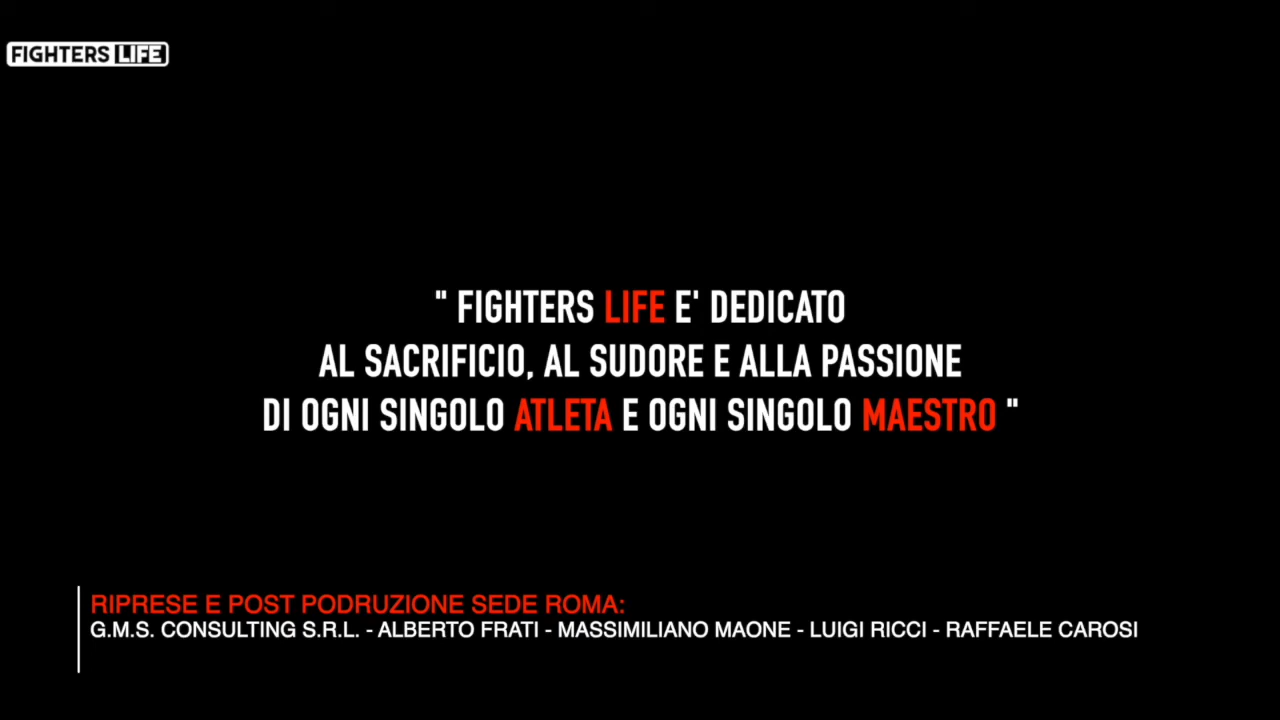 FIGHTERS LIFE
" FIGHTERS LIFE E' DEDICATO
AL SACRIFICIO, AL SUDORE E ALLA PASSIONE
DI OGNI SINGOLO ATLETA E OGNI SINGOLO MAESTRO "
RIPRESE E POST PODRUZIONE SEDE ROMA:
G.M.S. CONSULTING S.R.L. - ALBERTO FRATI - MASSIMILIANO MAONE - LUIGI RICCI - RAFFAELE CAROSI